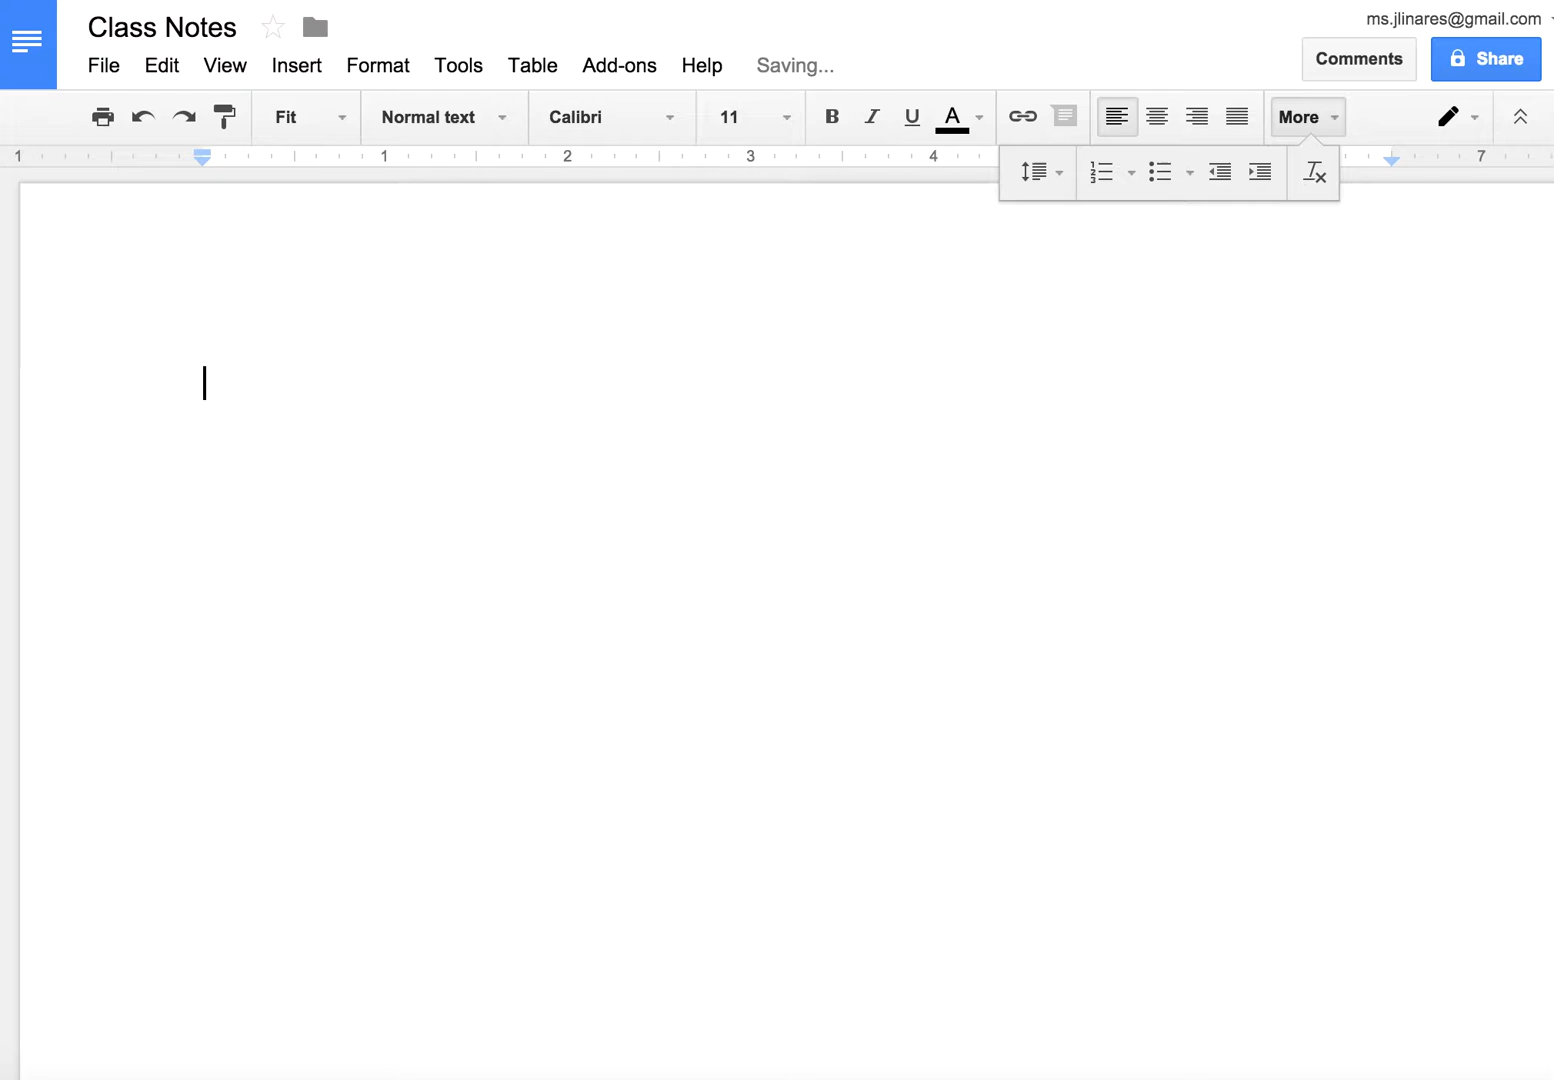 Class Notes
ms.jlinares@gmail.com
File Edit View Insert Format Tools Table Add-ons Help Saving...
Comments
Share
Fit Normal text Calibri 11 B I U A More
1 1 2 3 4 7